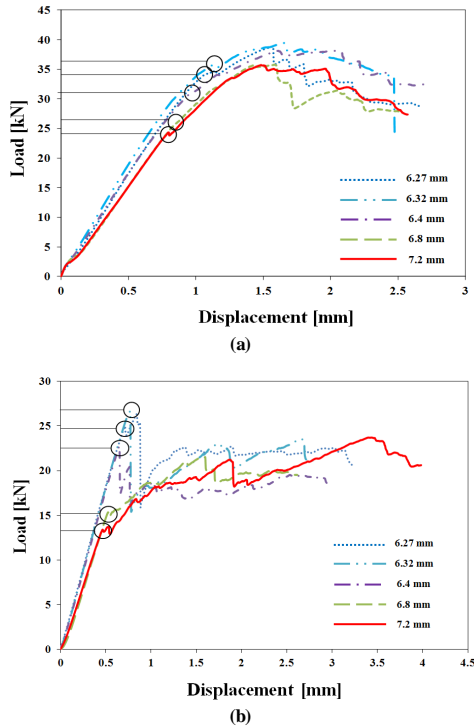 45
40
35
30
25
20
15
10
5
0
Load [kN]
6.27 mm
6.32 mm
6.4 mm
6.8 mm
7.2 mm
0 0.5 1 1.5 2 2.5 3
Displacement [mm]
(a)
30
25
20
15
10
5
0
Load [kN]
6.27 mm
6.32 mm
6.4 mm
6.8 mm
7.2 mm
0 0.5 1 1.5 2 2.5 3 3.5 4 4.5
Displacement [mm]
(b)